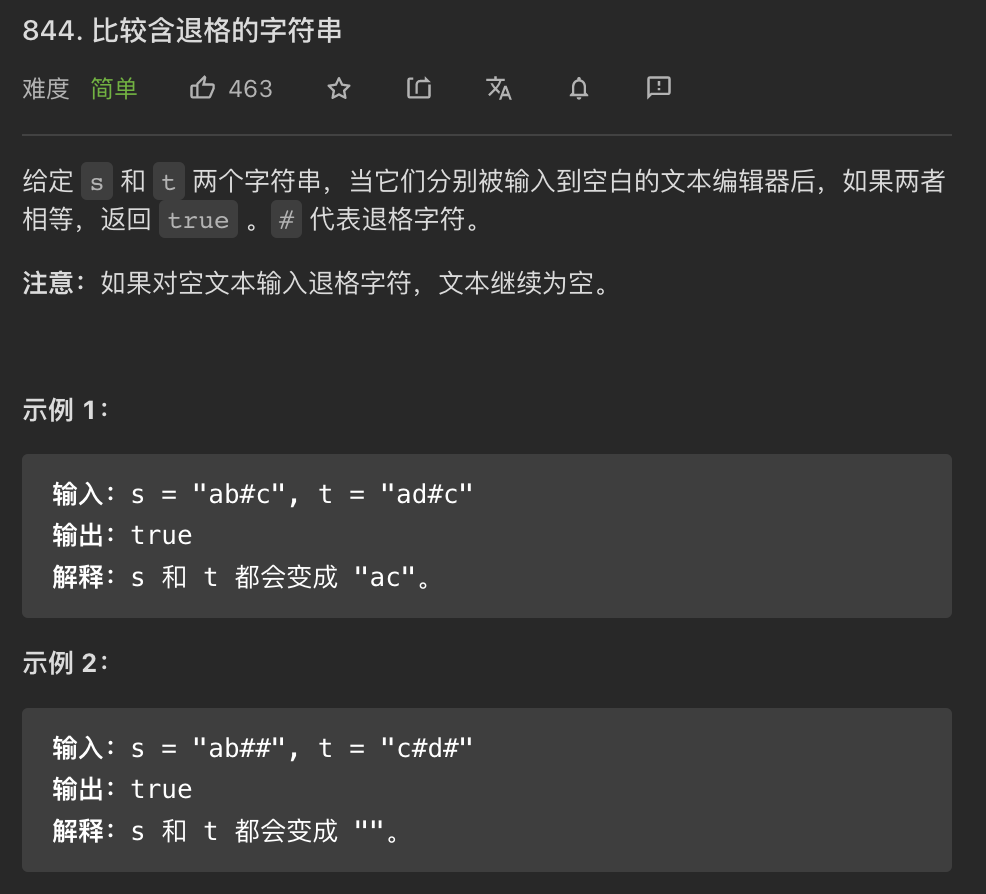 844. 比较含退格的字符串
难度 简单 463
给定 s 和 t 两个字符串，当它们分别被输入到空白的文本编辑器后，如果两者
相等，返回 true 。# 代表退格字符。
注意：如果对空文本输入退格字符，文本继续为空。
示例 1：
输入：s = "ab#c", t = "ad#c"
输出：true
解释：s 和 t 都会变成 "ac"。
示例 2：
输入：s = "ab##", t = "c#d#"
输出：true
解释：s 和 t 都会变成 ""。